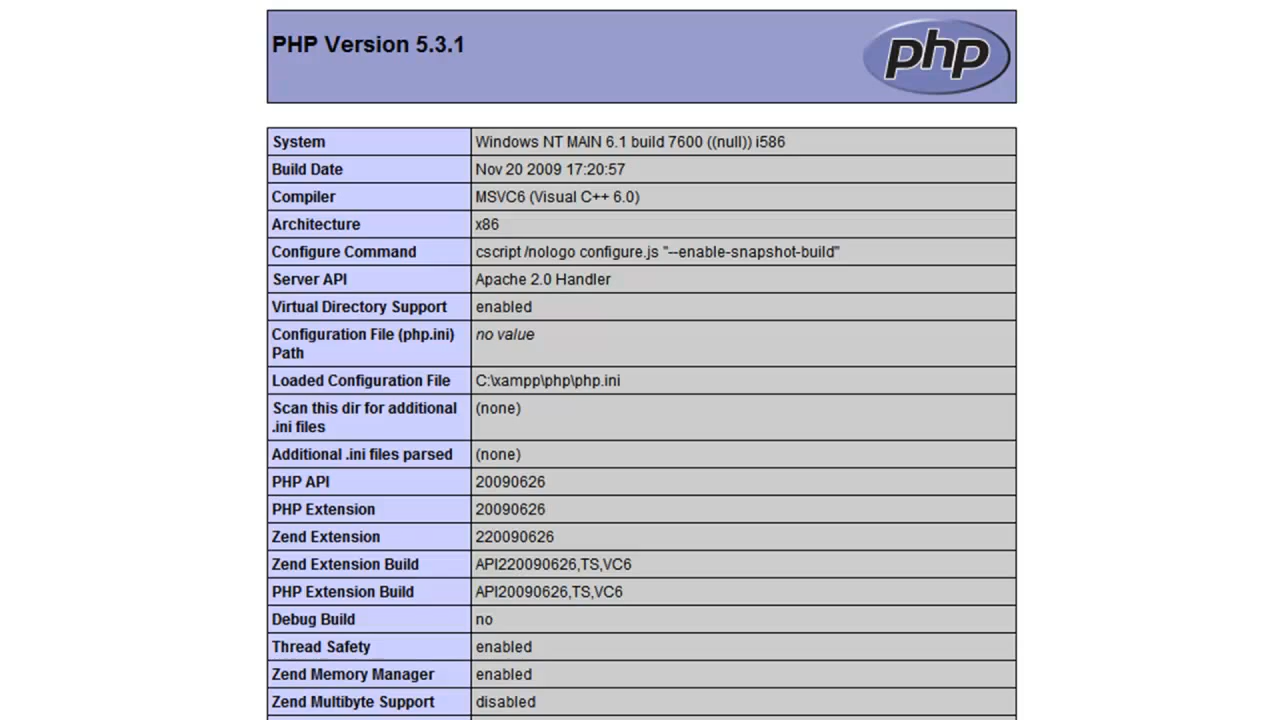 PHP Version 5.3.1
php
System Windows NT MAIN 6.1 build 7600 ((null)) i586
Build Date Nov 20 2009 17:20:57
Compiler MSVC6 (Visual C++ 6.0)
Architecture x86
Configure Command cscript /nologo configure.js "--enable-snapshot-build"
Server API Apache 2.0 Handler
Virtual Directory Support enabled
Configuration File (php.ini) no value
Path
Loaded Configuration File C:\xampp\php\php.ini
Scan this dir for additional (none)
.ini files
Additional .ini files parsed (none)
PHP API 20090626
PHP Extension 20090626
Zend Extension 220090626
Zend Extension Build API220090626,TS,VC6
PHP Extension Build API20090626,TS,VC6
Debug Build no
Thread Safety enabled
Zend Memory Manager enabled
Zend Multibyte Support disabled